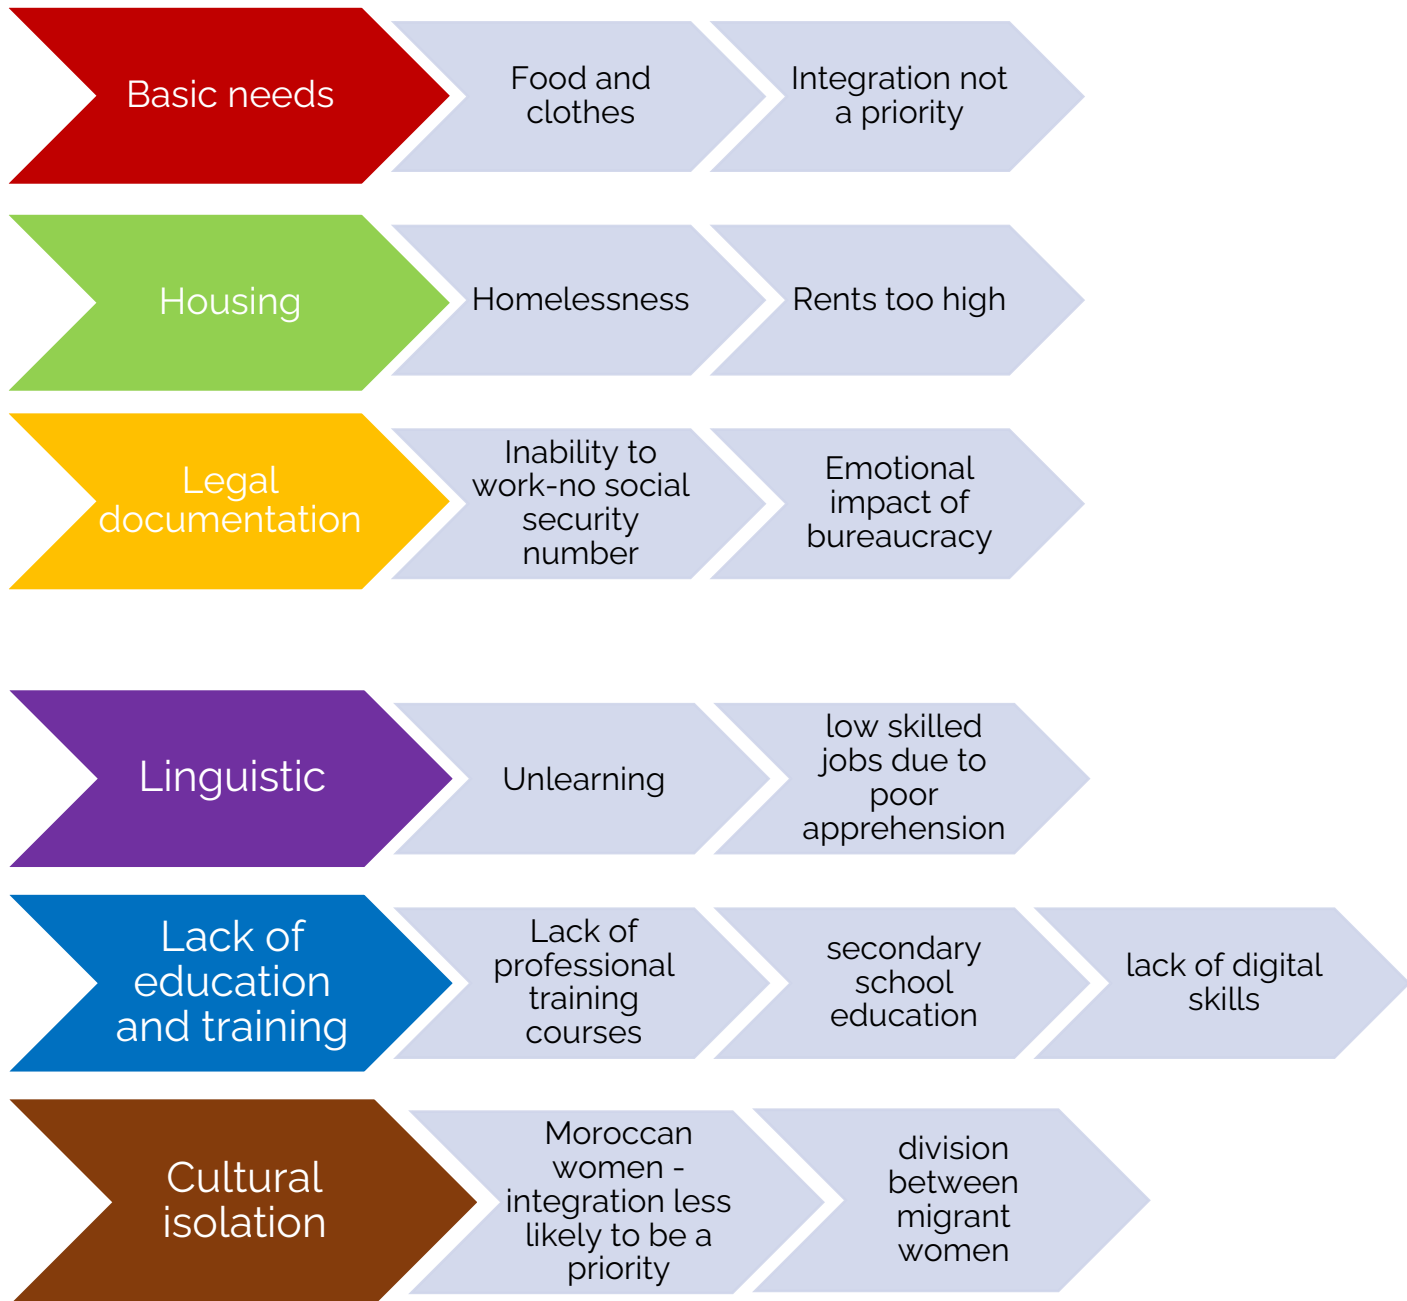 Basic needs
Food and
clothes
Integration not
a priority
Housing
Homelessness
Rents too high
Legal
documentation
Inability to
work-no social
security
number
Emotional
impact of
bureaucracy
Linguistic
Unlearning
low skilled
jobs due to
poor
apprehension
Lack of
education
and training
Lack of
professional
training
courses
secondary
school
education
lack of digital
skills
Cultural
isolation
Moroccan
women -
integration less
likely to be a
priority
division
between
migrant
women